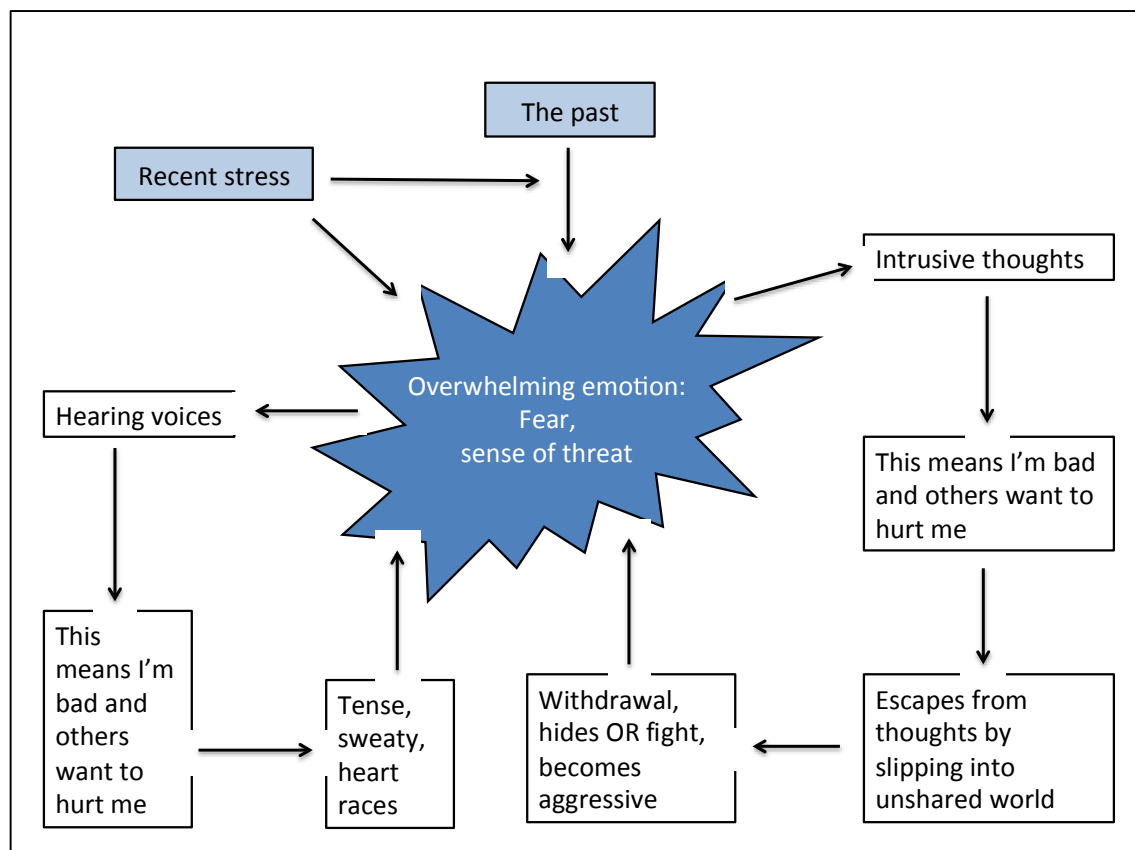 The past
Recent stress
Intrusive thoughts
Overwhelming emotion:
Fear,
sense of threat
Hearing voices
This means I’m bad
and others want to
hurt me
This
means I’m
bad and
others
want to
hurt me
Tense,
sweaty,
heart
races
Withdrawal,
hides OR fight,
becomes
aggressive
Escapes from
thoughts by
slipping into
unshared world